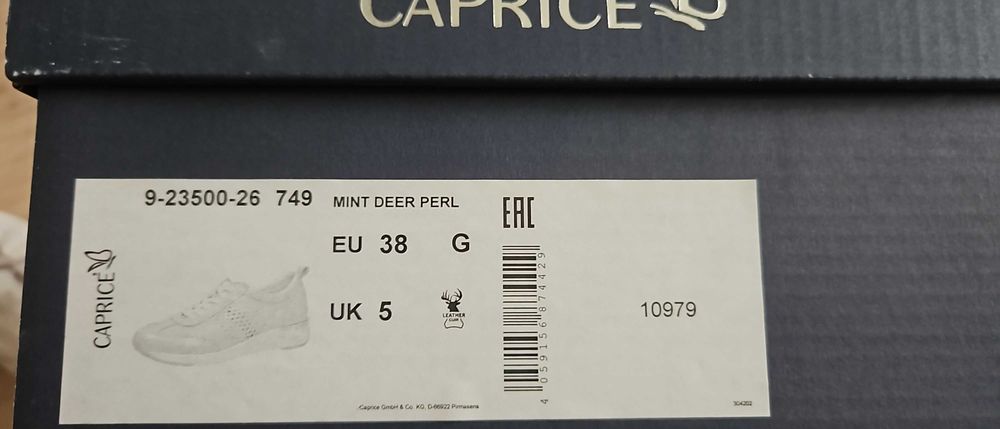 CAPRICE
9-23500-26 749 MINT DEER PERL
EAC
EU 38 G
CAPRICE
UK 5
LEATHER
10979
4 059156 874429
Caprice GmbH & Co. KG, D-66922 Pirmasens
304202